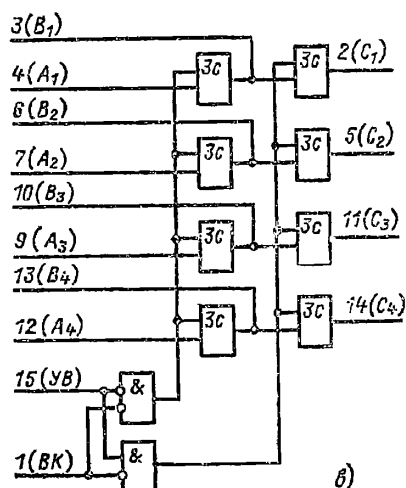 3(B₁)
3с
3с
2(C₁)
4(A₁)
6(B₂)
3с
3с
5(C₂)
7(A₂)
10(B₃)
3с
3с
11(C₃)
9(A₃)
13(B₄)
3с
3с
14(C₄)
12(A₄)
15(УВ)
&
1(ВК)
&
в)